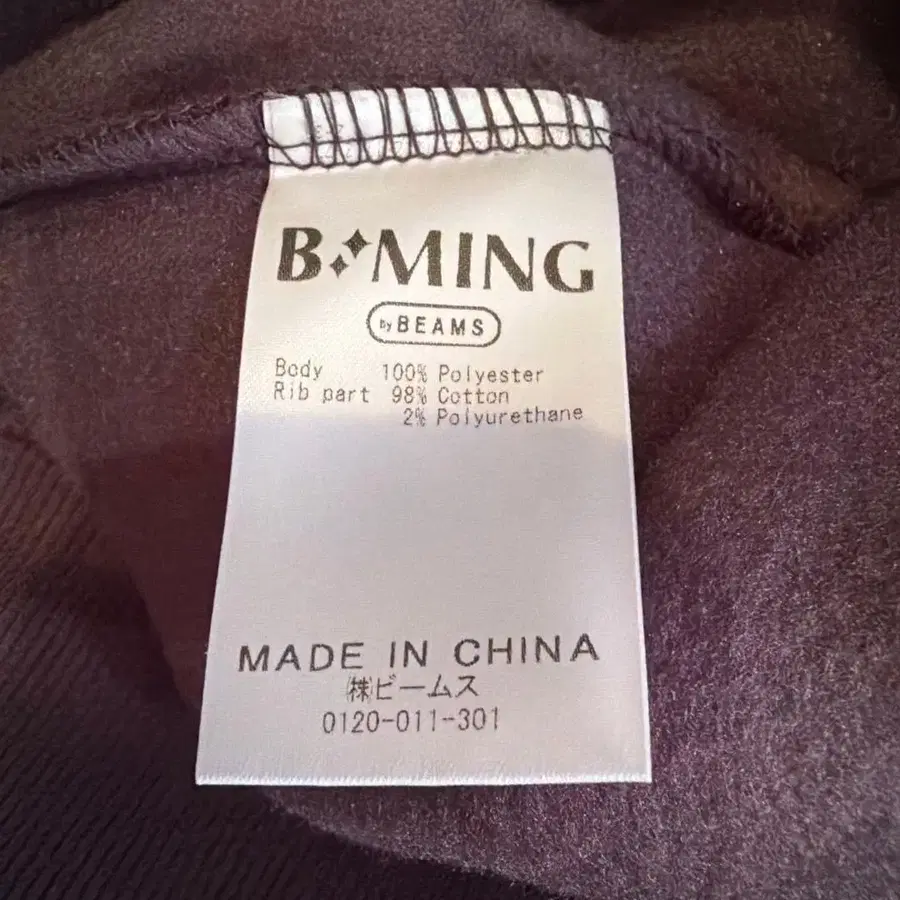 B MING
by BEAMS
Body 100% Polyester
Rib part 98% Cotton
2% Polyurethane
MADE IN CHINA
㈱ビームス
0120-011-301